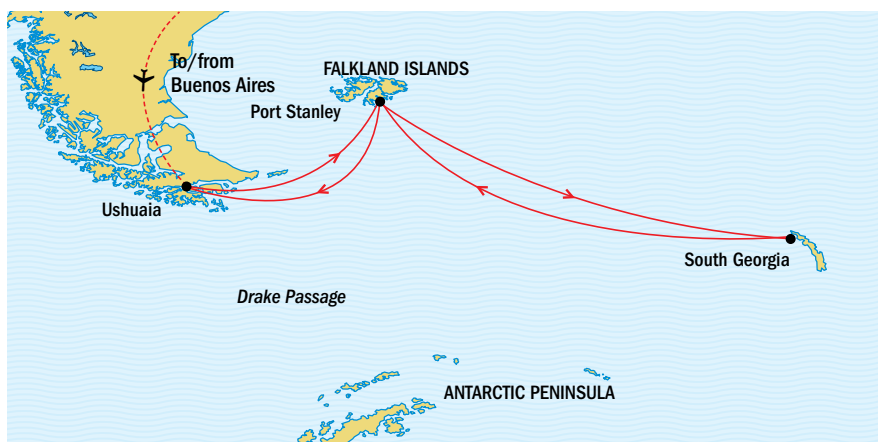 To/from
Buenos Aires
FALKLAND ISLANDS
Port Stanley
Ushuaia
South Georgia
Drake Passage
ANTARCTIC PENINSULA